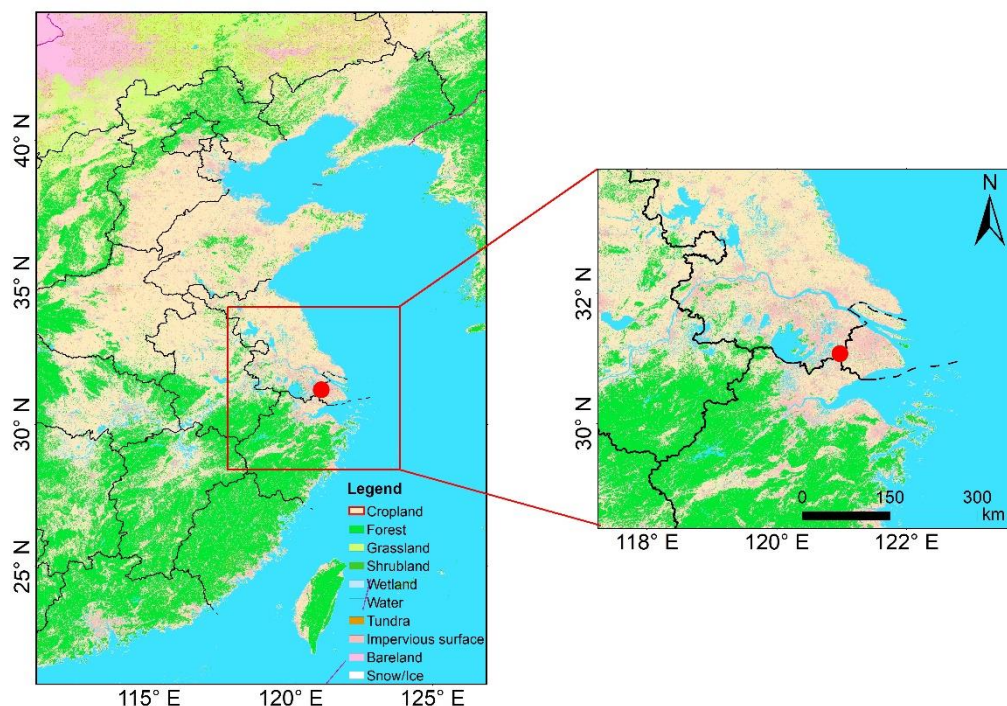 40° N
35° N
30° N
25° N
115° E
120° E
125° E
Legend
Cropland
Forest
Grassland
Shrubland
Wetland
Water
Tundra
Impervious surface
Bareland
Snow/Ice
N
32° N
30° N
0 150 300
km
118° E
120° E
122° E